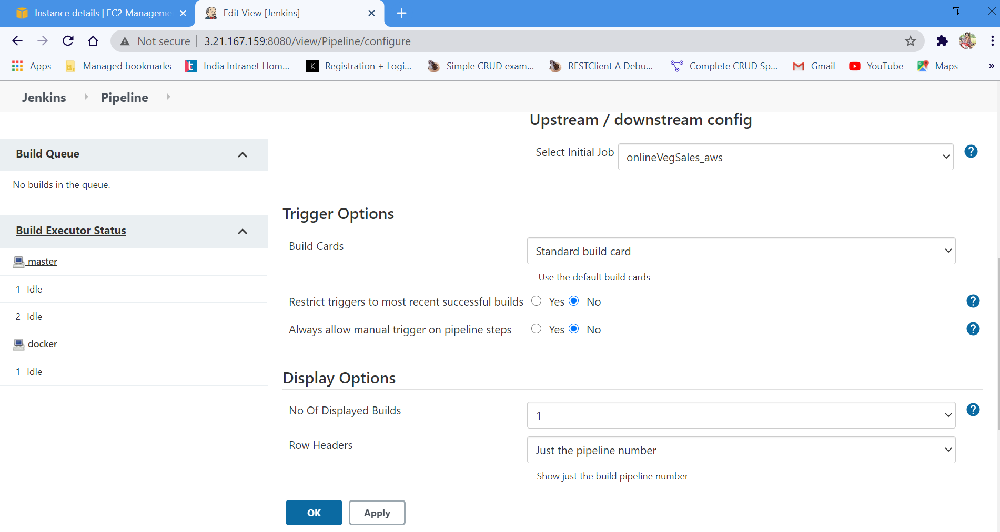 Instance details | EC2 Manageme
Edit View [Jenkins]
Not secure
3.21.167.159:8080/view/Pipeline/configure
Apps
Managed bookmarks
India Intranet Hom...
Registration + Logi...
Simple CRUD exam...
RESTClient A Debu...
Complete CRUD Sp...
Gmail
YouTube
Maps
»
Jenkins
Pipeline
Build Queue
No builds in the queue.
Build Executor Status
master
1 Idle
2 Idle
docker
1 Idle
Upstream / downstream config
Select Initial Job
onlineVegSales_aws
?
Trigger Options
Build Cards
Standard build card
Use the default build cards
Restrict triggers to most recent successful builds Yes No
?
Always allow manual trigger on pipeline steps Yes No
?
Display Options
No Of Displayed Builds
1
?
Row Headers
Just the pipeline number
Show just the build pipeline number
OK
Apply